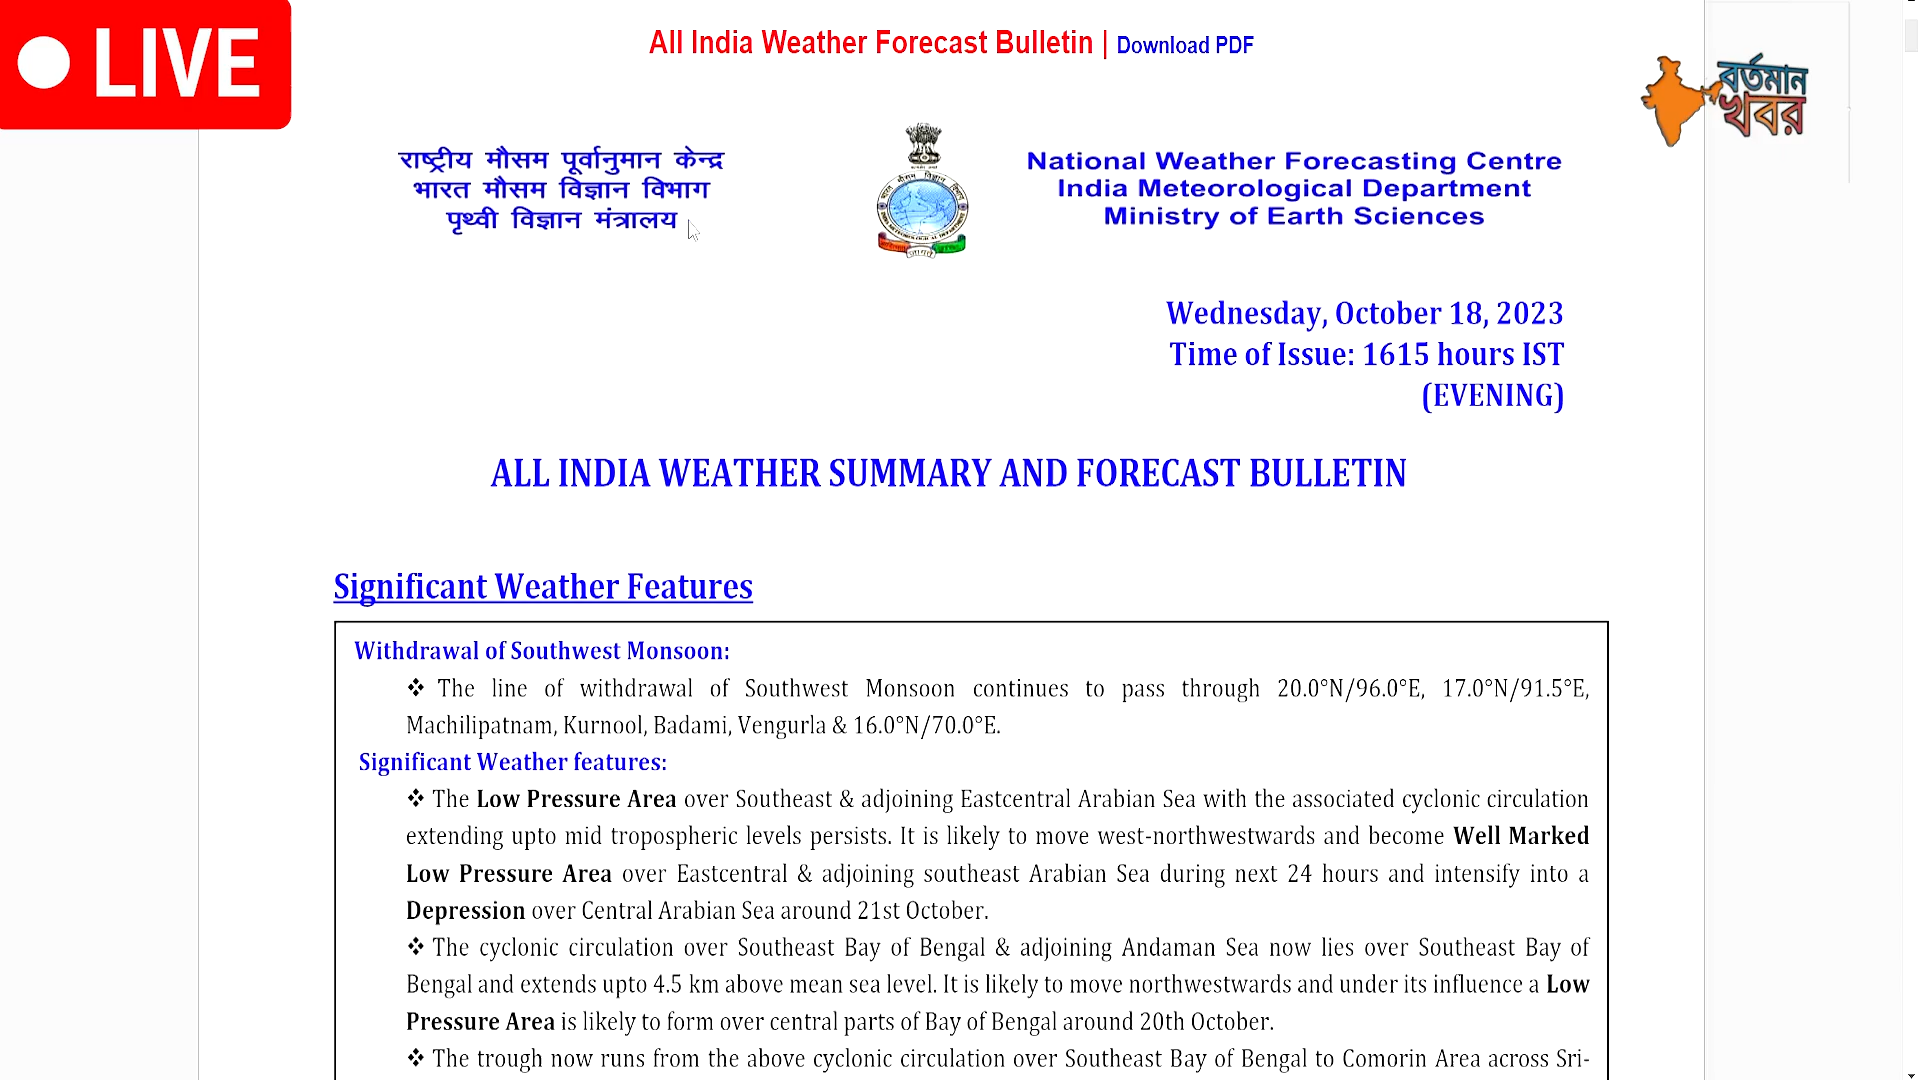 LIVE
All India Weather Forecast Bulletin | Download PDF
বর্তমান
খবর
राष्ट्रीय मौसम पूर्वानुमान केन्द्र
भारत मौसम विज्ञान विभाग
पृथ्वी विज्ञान मंत्रालय
National Weather Forecasting Centre
India Meteorological Department
Ministry of Earth Sciences
Wednesday, October 18, 2023
Time of Issue: 1615 hours IST
(EVENING)
ALL INDIA WEATHER SUMMARY AND FORECAST BULLETIN
Significant Weather Features
Withdrawal of Southwest Monsoon:
❖ The line of withdrawal of Southwest Monsoon continues to pass through 20.0°N/96.0°E, 17.0°N/91.5°E,
Machilipatnam, Kurnool, Badami, Vengurla & 16.0°N/70.0°E.
Significant Weather features:
❖ The Low Pressure Area over Southeast & adjoining Eastcentral Arabian Sea with the associated cyclonic circulation
extending upto mid tropospheric levels persists. It is likely to move west-northwestwards and become Well Marked
Low Pressure Area over Eastcentral & adjoining southeast Arabian Sea during next 24 hours and intensify into a
Depression over Central Arabian Sea around 21st October.
❖ The cyclonic circulation over Southeast Bay of Bengal & adjoining Andaman Sea now lies over Southeast Bay of
Bengal and extends upto 4.5 km above mean sea level. It is likely to move northwestwards and under its influence a Low
Pressure Area is likely to form over central parts of Bay of Bengal around 20th October.
❖ The trough now runs from the above cyclonic circulation over Southeast Bay of Bengal to Comorin Area across Sri-